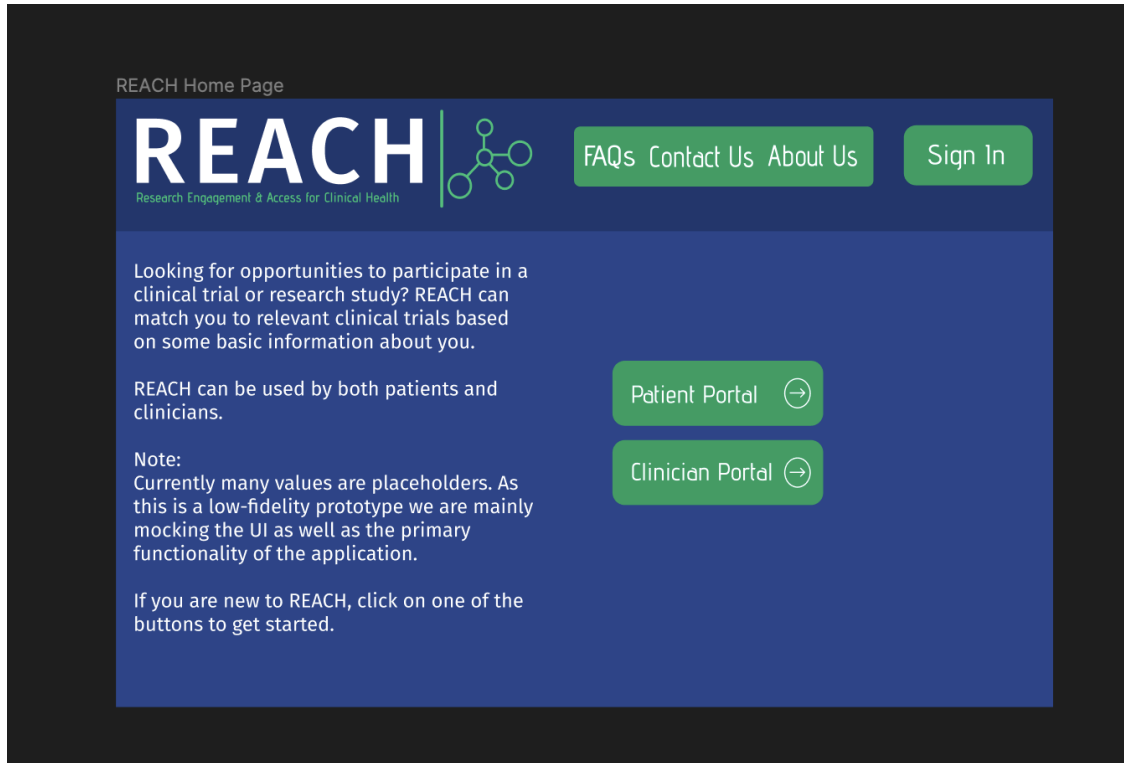 REACH Home Page
REACH
Research Engagement & Access for Clinical Health
FAQs Contact Us About Us
Sign In
Looking for opportunities to participate in a
clinical trial or research study? REACH can
match you to relevant clinical trials based
on some basic information about you.
REACH can be used by both patients and
clinicians.
Note:
Currently many values are placeholders. As
this is a low-fidelity prototype we are mainly
mocking the UI as well as the primary
functionality of the application.
If you are new to REACH, click on one of the
buttons to get started.
Patient Portal
Clinician Portal